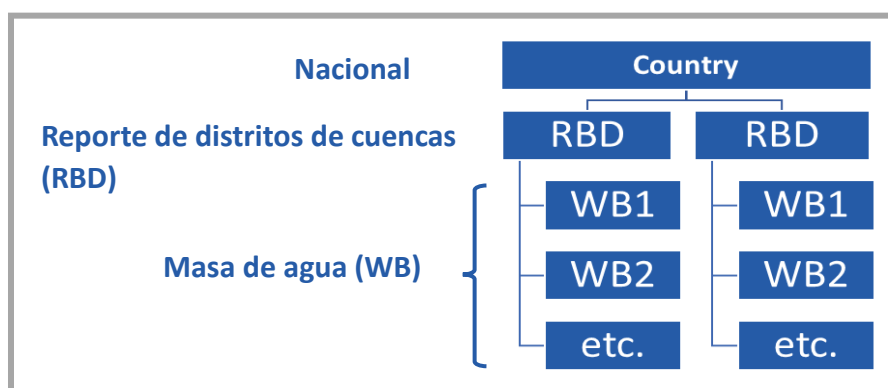 Nacional
Country
Reporte de distritos de cuencas
(RBD)
RBD
RBD
WB1
WB1
Masa de agua (WB)
WB2
WB2
etc.
etc.